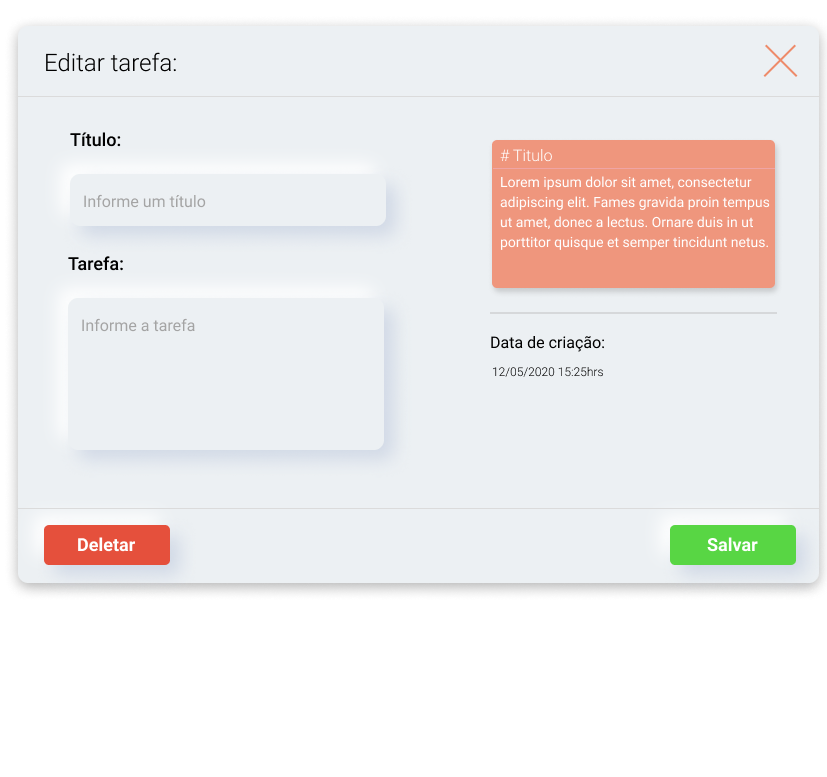 Editar tarefa:
Título:
Informe um título
Tarefa:
Informe a tarefa
# Titulo
Lorem ipsum dolor sit amet, consectetur
adipiscing elit. Fames gravida proin tempus
ut amet, donec a lectus. Ornare duis in ut
porttitor quisque et semper tincidunt netus.
Data de criação:
12/05/2020 15:25hrs
Deletar
Salvar